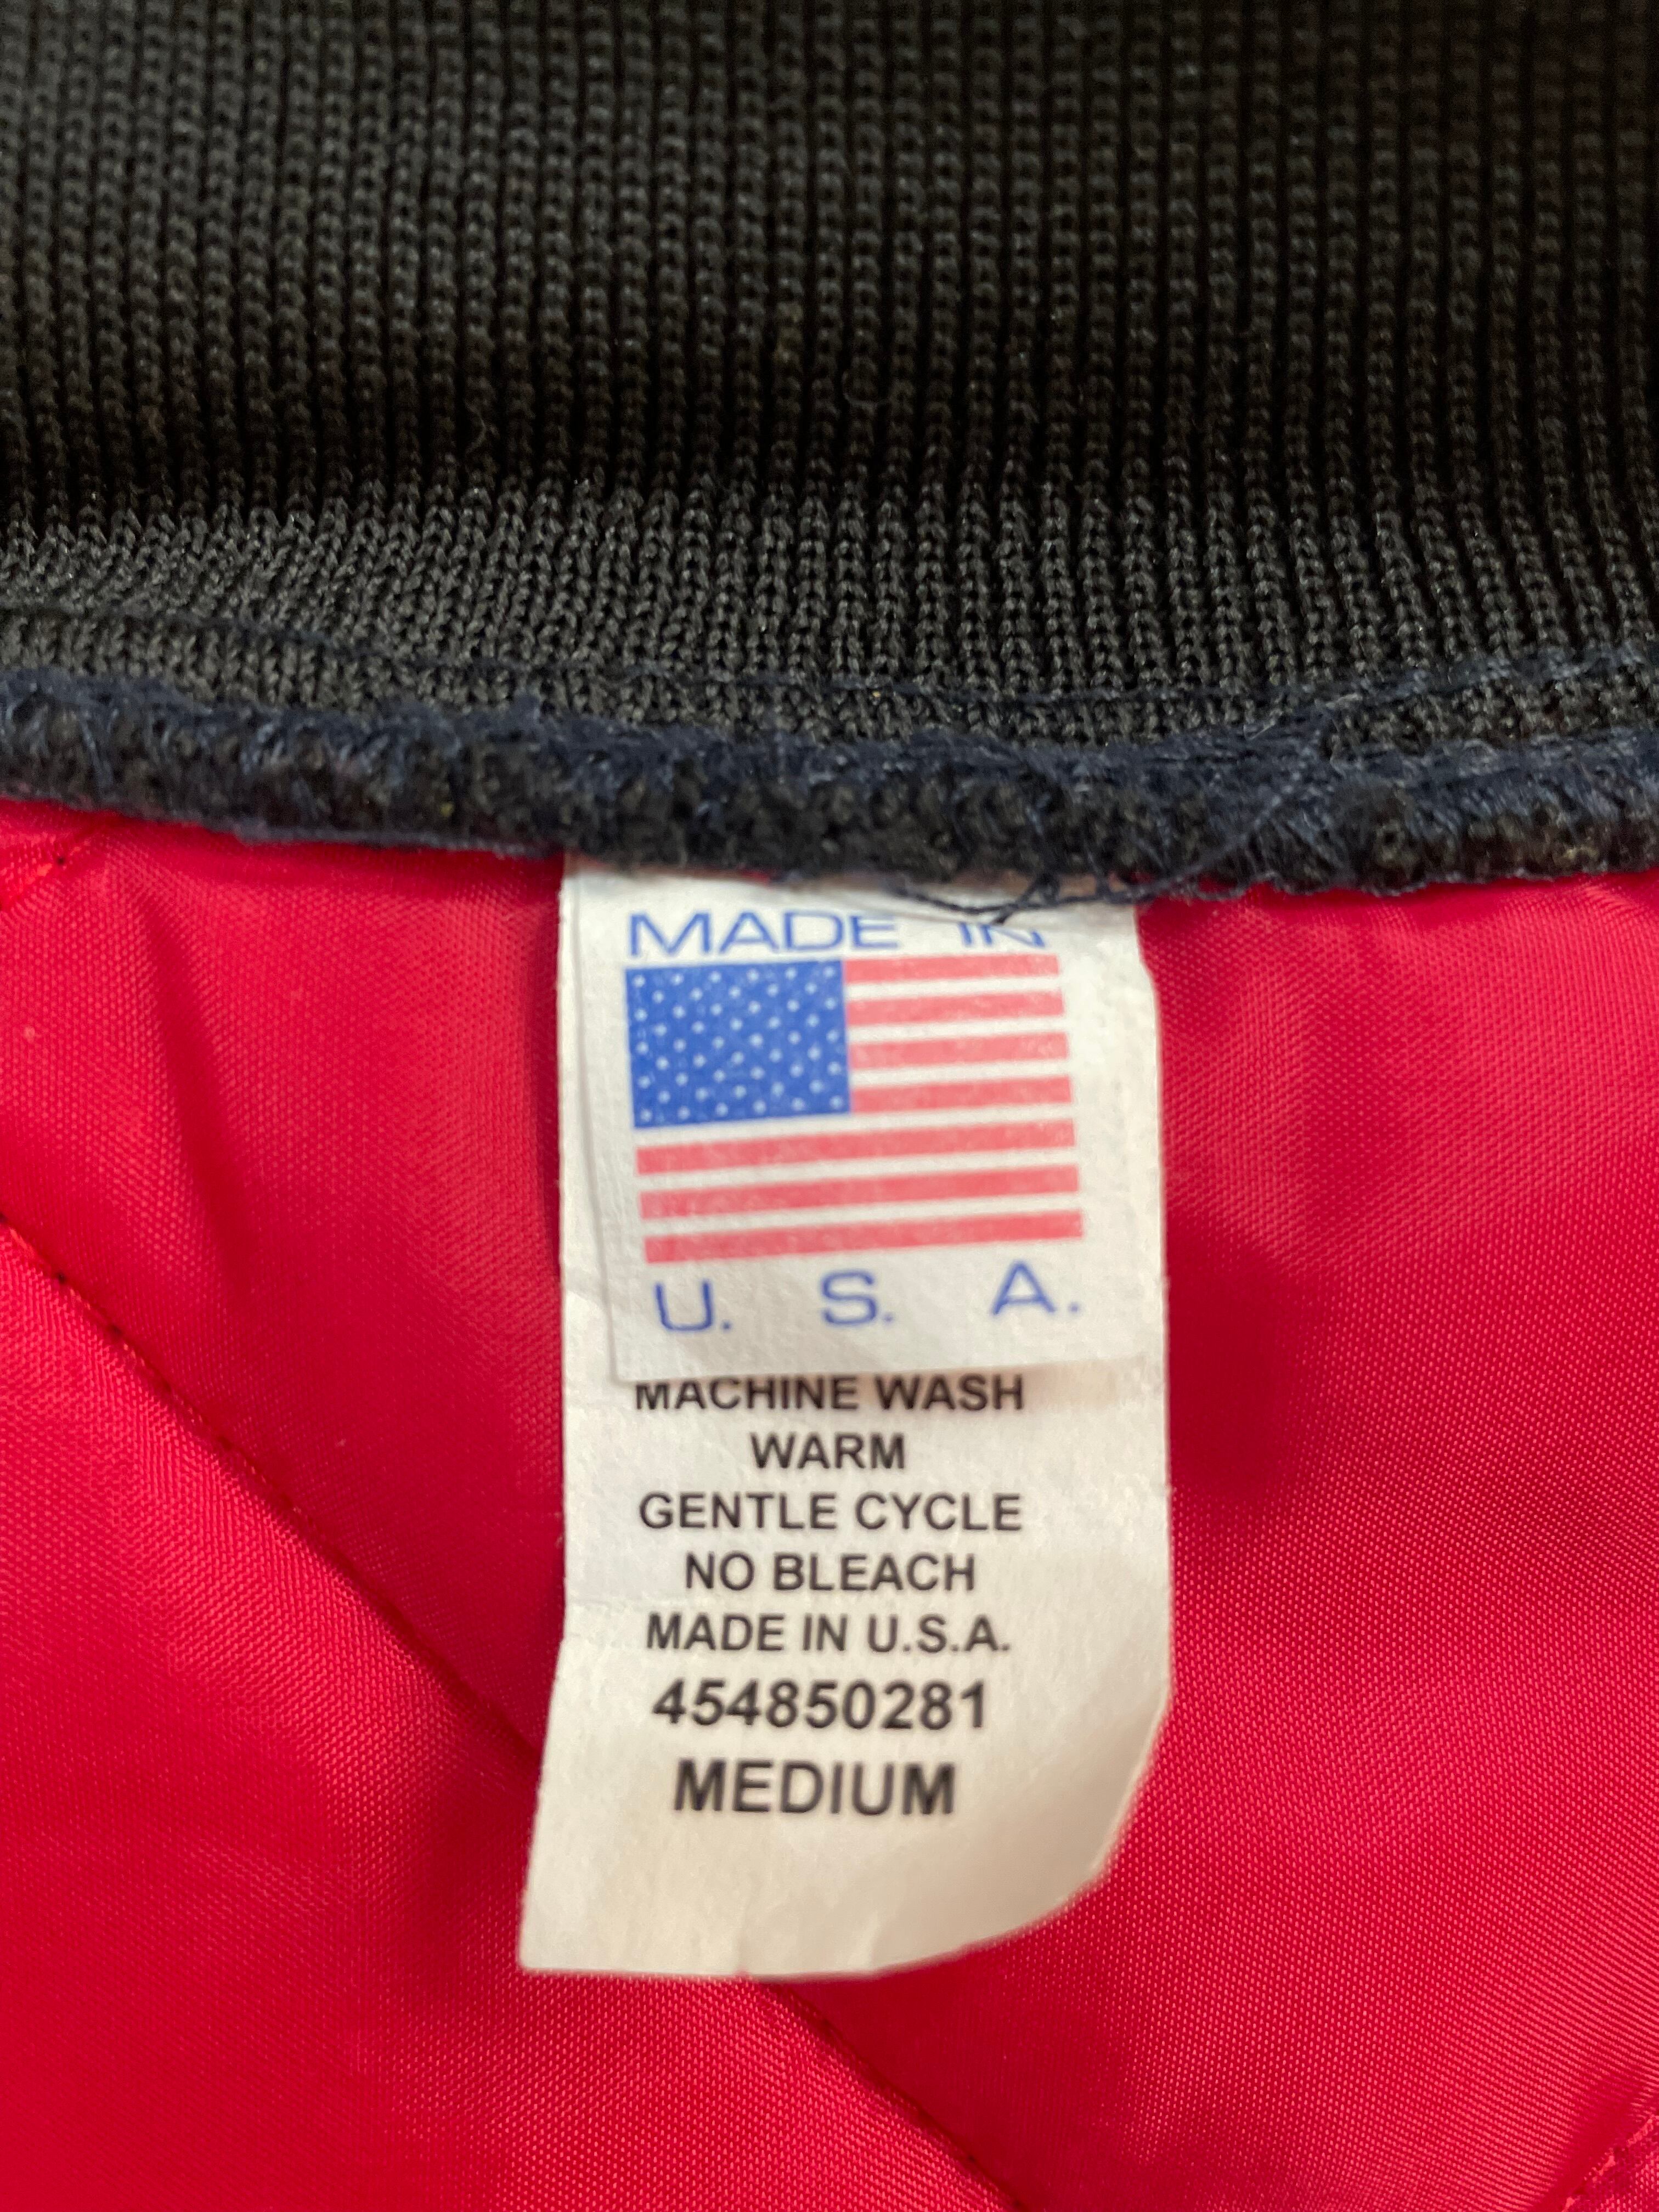 MADE IN
U. S. A.
MACHINE WASH
WARM
GENTLE CYCLE
NO BLEACH
MADE IN U.S.A.
454850281
MEDIUM